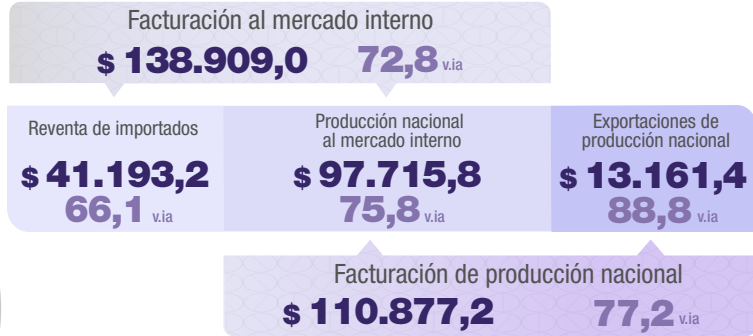 Facturación al mercado interno
$ 138.909,0 72,8 v.ia
Reventa de importados
$ 41.193,2
66,1 v.ia
Producción nacional
al mercado interno
$ 97.715,8
75,8 v.ia
Exportaciones de
producción nacional
$ 13.161,4
88,8 v.ia
Facturación de producción nacional
$ 110.877,2 77,2 v.ia